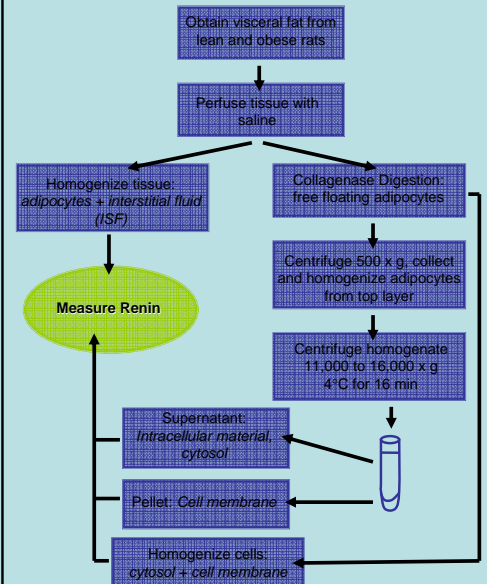 Obtain visceral fat from
lean and obese rats
Perfuse tissue with
saline
Homogenize tissue:
adipocytes + interstitial fluid
(ISF)
Collagenase Digestion:
free floating adipocytes
Measure Renin
Centrifuge 500 x g, collect
and homogenize adipocytes
from top layer
Centrifuge homogenate
11,000 to 16,000 x g
4°C for 16 min
Supernatant:
Intracellular material,
cytosol
Pellet: Cell membrane
Homogenize cells:
cytosol + cell membrane